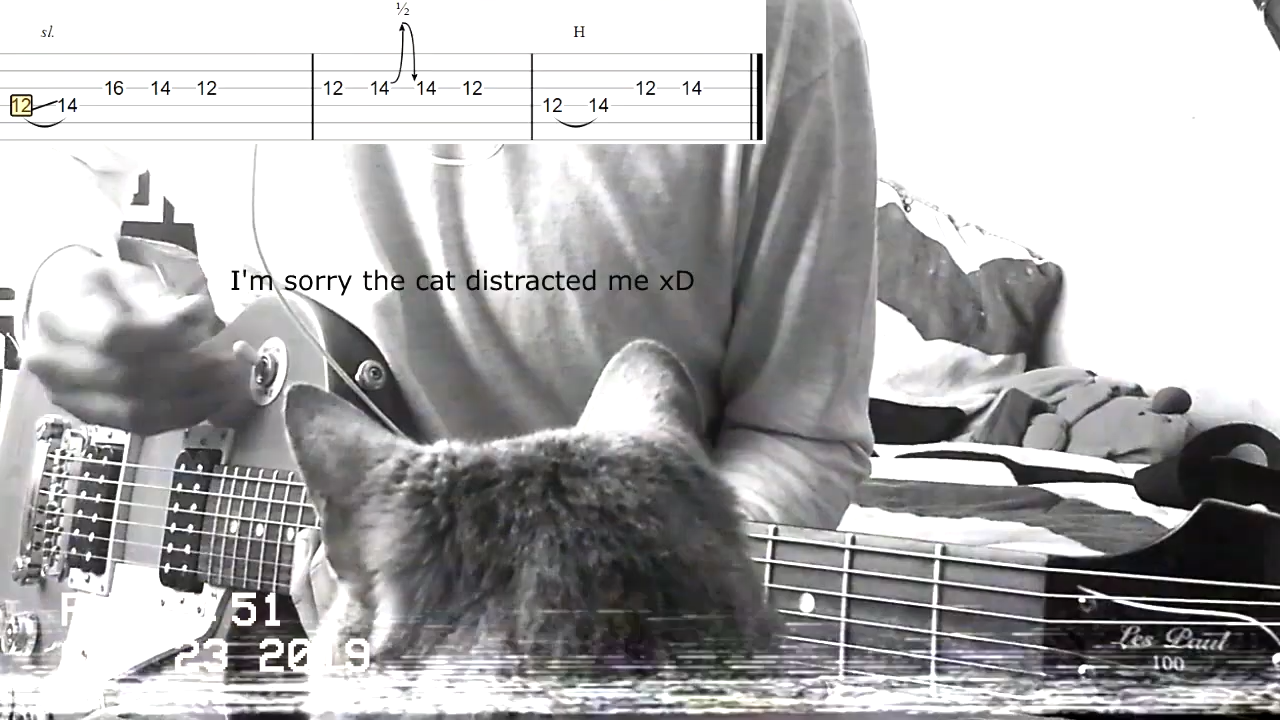 ½
sl. H
16 14 12 12 14 14 12 12 14
12 14 12 14
I'm sorry the cat distracted me xD
51
23 2019
Les Paul
100